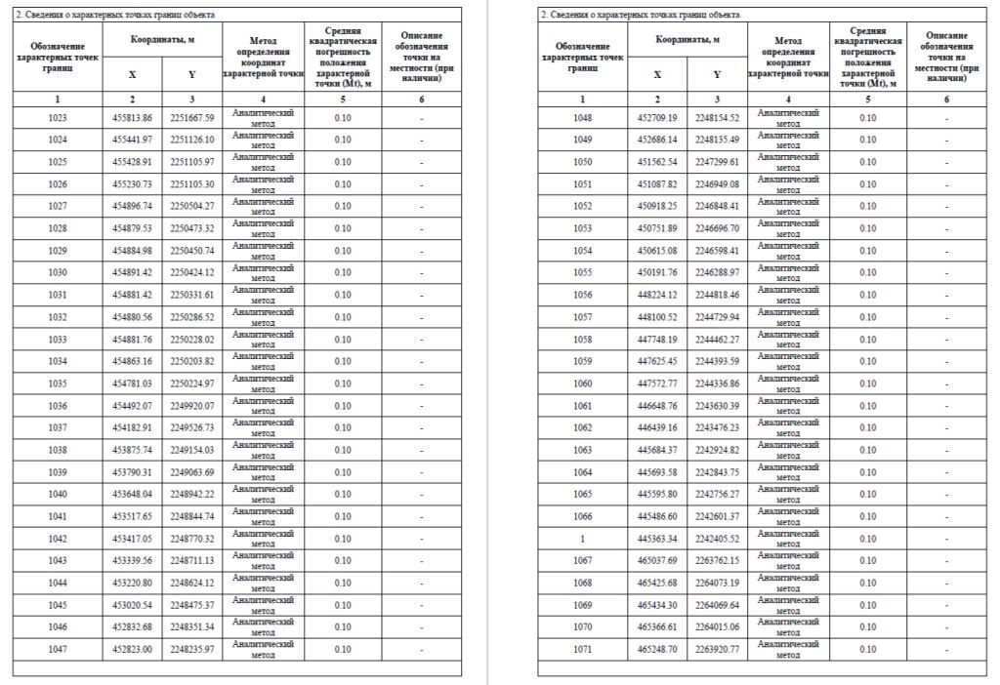 2. Сведения о характерных точках границ объекта
Обозначение характерных точек границ | Координаты, м | Метод определения координат характерной точки | Средняя квадратическая погрешность положения характерной точки (Mt), м | Описание обозначения точки на местности (при наличии)
X | Y
1 | 2 | 3 | 4 | 5 | 6
1023 | 455813.86 | 2251667.59 | Аналитический метод | 0.10 | -
1024 | 455441.97 | 2251126.10 | Аналитический метод | 0.10 | -
1025 | 455428.91 | 2251105.97 | Аналитический метод | 0.10 | -
1026 | 455230.73 | 2251105.30 | Аналитический метод | 0.10 | -
1027 | 454896.74 | 2250504.27 | Аналитический метод | 0.10 | -
1028 | 454879.53 | 2250473.32 | Аналитический метод | 0.10 | -
1029 | 454884.98 | 2250450.74 | Аналитический метод | 0.10 | -
1030 | 454891.42 | 2250424.12 | Аналитический метод | 0.10 | -
1031 | 454881.42 | 2250331.61 | Аналитический метод | 0.10 | -
1032 | 454880.56 | 2250286.52 | Аналитический метод | 0.10 | -
1033 | 454881.76 | 2250228.02 | Аналитический метод | 0.10 | -
1034 | 454863.16 | 2250203.82 | Аналитический метод | 0.10 | -
1035 | 454781.03 | 2250224.97 | Аналитический метод | 0.10 | -
1036 | 454492.07 | 2249920.07 | Аналитический метод | 0.10 | -
1037 | 454182.91 | 2249526.73 | Аналитический метод | 0.10 | -
1038 | 453875.74 | 2249154.03 | Аналитический метод | 0.10 | -
1039 | 453790.31 | 2249063.69 | Аналитический метод | 0.10 | -
1040 | 453648.04 | 2248942.22 | Аналитический метод | 0.10 | -
1041 | 453517.65 | 2248844.74 | Аналитический метод | 0.10 | -
1042 | 453417.05 | 2248770.32 | Аналитический метод | 0.10 | -
1043 | 453339.56 | 2248711.13 | Аналитический метод | 0.10 | -
1044 | 453220.80 | 2248624.12 | Аналитический метод | 0.10 | -
1045 | 453020.54 | 2248475.37 | Аналитический метод | 0.10 | -
1046 | 452832.68 | 2248351.34 | Аналитический метод | 0.10 | -
1047 | 452823.00 | 2248235.97 | Аналитический метод | 0.10 | -
2. Сведения о характерных точках границ объекта
Обозначение характерных точек границ | Координаты, м | Метод определения координат характерной точки | Средняя квадратическая погрешность положения характерной точки (Mt), м | Описание обозначения точки на местности (при наличии)
X | Y
1 | 2 | 3 | 4 | 5 | 6
1048 | 452709.19 | 2248154.52 | Аналитический метод | 0.10 | -
1049 | 452686.14 | 2248135.49 | Аналитический метод | 0.10 | -
1050 | 451562.54 | 2247299.61 | Аналитический метод | 0.10 | -
1051 | 451087.82 | 2246949.08 | Аналитический метод | 0.10 | -
1052 | 450918.25 | 2246848.41 | Аналитический метод | 0.10 | -
1053 | 450751.89 | 2246696.70 | Аналитический метод | 0.10 | -
1054 | 450615.08 | 2246598.41 | Аналитический метод | 0.10 | -
1055 | 450191.76 | 2246288.97 | Аналитический метод | 0.10 | -
1056 | 448224.12 | 2244818.46 | Аналитический метод | 0.10 | -
1057 | 448100.52 | 2244729.94 | Аналитический метод | 0.10 | -
1058 | 447748.19 | 2244462.27 | Аналитический метод | 0.10 | -
1059 | 447625.45 | 2244393.59 | Аналитический метод | 0.10 | -
1060 | 447572.77 | 2244336.86 | Аналитический метод | 0.10 | -
1061 | 446648.76 | 2243630.39 | Аналитический метод | 0.10 | -
1062 | 446439.16 | 2243476.23 | Аналитический метод | 0.10 | -
1063 | 445684.37 | 2242924.82 | Аналитический метод | 0.10 | -
1064 | 445693.58 | 2242843.75 | Аналитический метод | 0.10 | -
1065 | 445595.80 | 2242756.27 | Аналитический метод | 0.10 | -
1066 | 445486.60 | 2242601.37 | Аналитический метод | 0.10 | -
1 | 445363.34 | 2242405.52 | Аналитический метод | 0.10 | -
1067 | 465037.69 | 2263762.15 | Аналитический метод | 0.10 | -
1068 | 465425.68 | 2264073.19 | Аналитический метод | 0.10 | -
1069 | 465434.30 | 2264069.64 | Аналитический метод | 0.10 | -
1070 | 465366.61 | 2264015.06 | Аналитический метод | 0.10 | -
1071 | 465248.70 | 2263920.77 | Аналитический метод | 0.10 | -